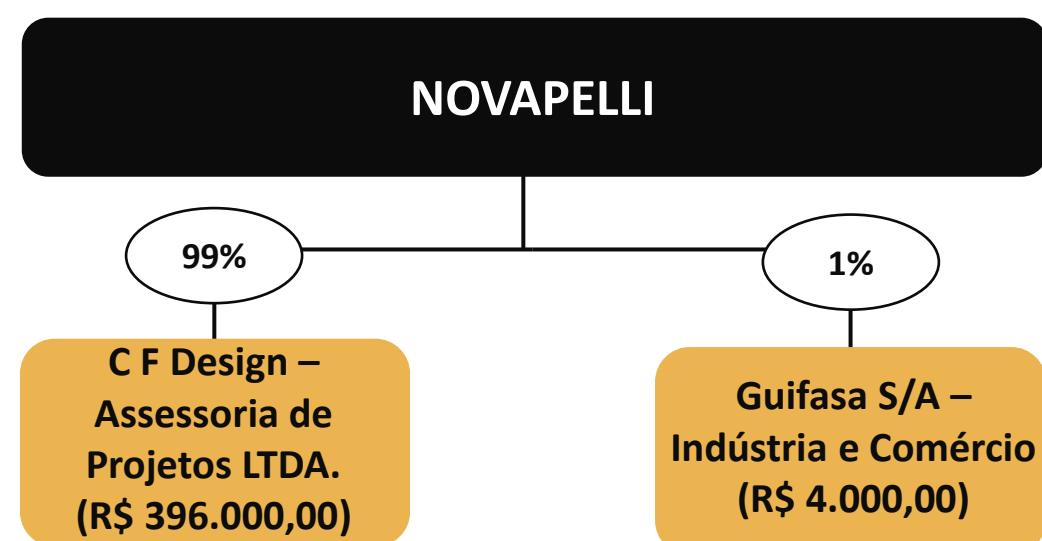 NOVAPELLI
99%
1%
C F Design –
Assessoria de
Projetos LTDA.
(R$ 396.000,00)
Guifasa S/A –
Indústria e Comércio
(R$ 4.000,00)